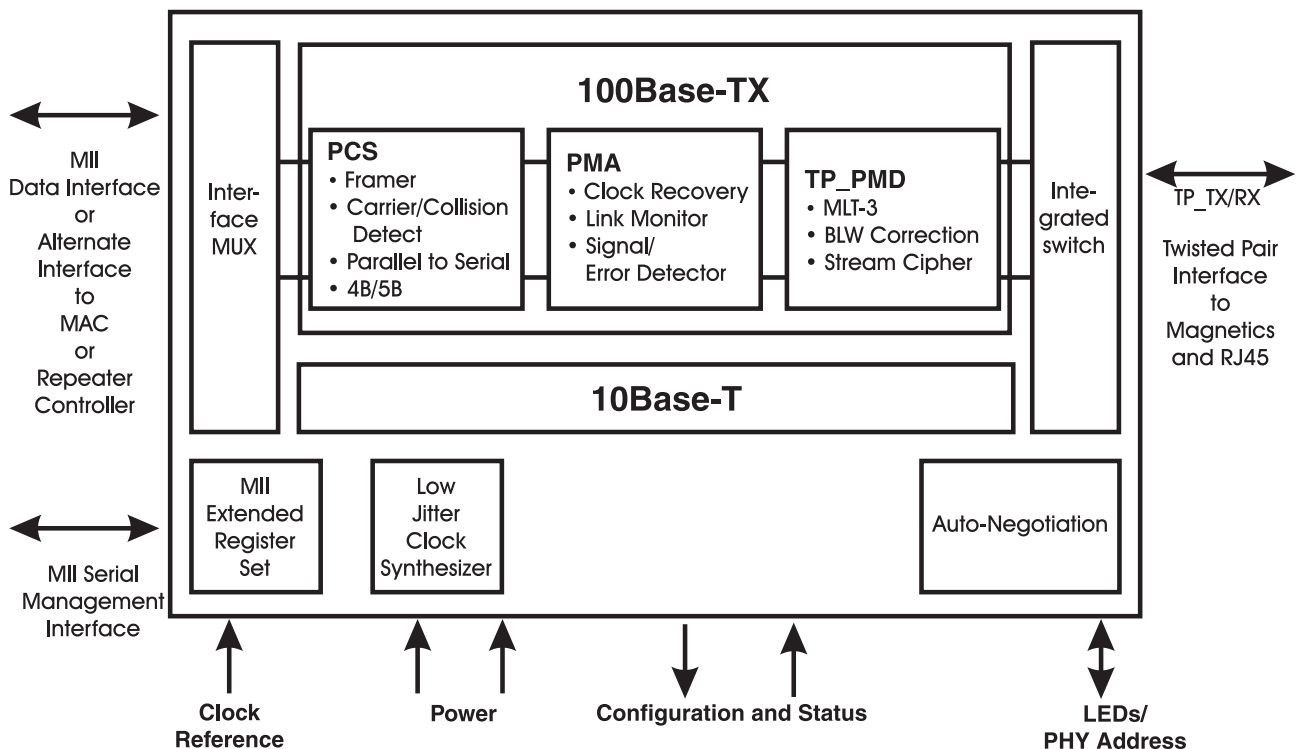 100Base-TX
MII
Data Interface
or
Alternate
Interface
to
MAC
or
Repeater
Controller
Inter-
face
MUX
PCS
• Framer
• Carrier/Collision
Detect
• Parallel to Serial
• 4B/5B
PMA
• Clock Recovery
• Link Monitor
• Signal/
Error Detector
TP_PMD
• MLT-3
• BLW Correction
• Stream Cipher
Inte-
grated
switch
TP_TX/RX
Twisted Pair
Interface
to
Magnetics
and RJ45
10Base-T
MII
Extended
Register
Set
Low
Jitter
Clock
Synthesizer
Auto-Negotiation
MII Serial
Management
Interface
Clock
Reference
Power
Configuration and Status
LEDs/
PHY Address